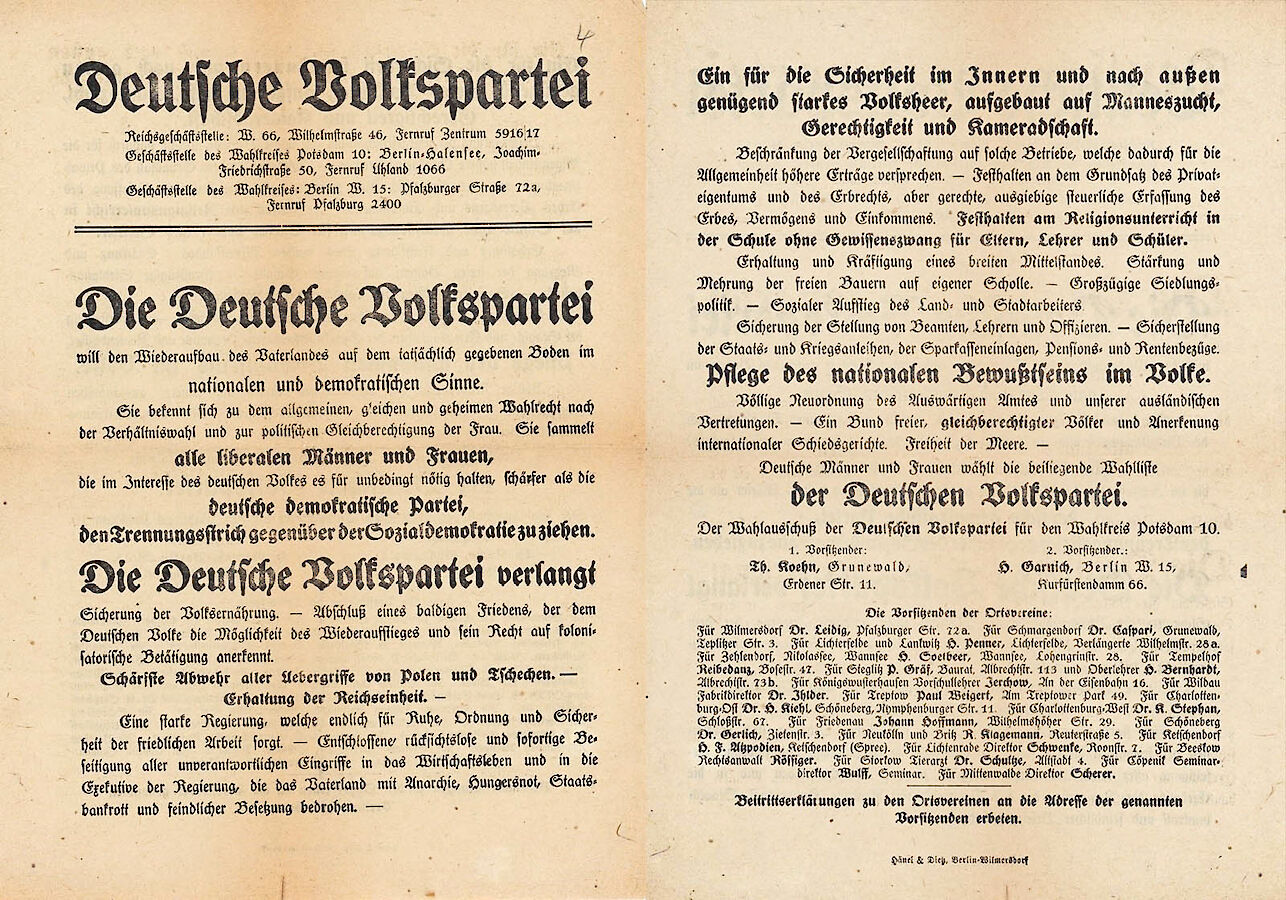 4
Deutsche Volkspartei
Reichsgeschäftsstelle: W. 66, Wilhelmstraße 46, Fernruf Zentrum 5916/17
Geschäftsstelle des Wahlkreises Potsdam 10: Berlin-Halensee, Joachim-
Friedrichstraße 50, Fernruf Uhland 1066
Geschäftsstelle des Wahlkreises: Berlin W. 15: Pfalzburger Straße 72a,
Fernruf Pfalzburg 2400
Die Deutsche Volkspartei
will den Wiederaufbau des Vaterlandes auf dem tatsächlich gegebenen Boden im
nationalen und demokratischen Sinne.
Sie bekennt sich zu dem allgemeinen, gleichen und geheimen Wahlrecht nach
der Verhältniswahl und zur politischen Gleichberechtigung der Frau. Sie sammelt
alle liberalen Männer und Frauen,
die im Interesse des deutschen Volkes es für unbedingt nötig halten, schärfer als die
deutsche demokratische Partei,
den Trennungsstrich gegenüber der Sozialdemokratie zu ziehen.
Die Deutsche Volkspartei verlangt
Sicherung der Volksernährung. — Abschluß eines baldigen Friedens, der dem
Deutschen Volke die Möglichkeit des Wiederaufstieges und sein Recht auf koloni-
satorische Betätigung anerkennt.
Schärfste Abwehr aller Uebergriffe von Polen und Tschechen. —
Erhaltung der Reichseinheit. —
Eine starke Regierung, welche endlich für Ruhe, Ordnung und Sicher-
heit der friedlichen Arbeit sorgt. — Entschlossene rücksichtslose und sofortige Be-
seitigung aller unverantwortlichen Eingriffe in das Wirtschaftsleben und in die
Exekutive der Regierung, die das Vaterland mit Anarchie, Hungersnot, Staats-
bankrott und feindlicher Besetzung bedrohen. —
Ein für die Sicherheit im Innern und nach außen
genügend starkes Volksheer, aufgebaut auf Manneszucht,
Gerechtigkeit und Kameradschaft.
Beschränkung der Vergesellschaftung auf solche Betriebe, welche dadurch für die
Allgemeinheit höhere Erträge versprechen. — Festhalten an dem Grundsatz des Privat-
eigentums und des Erbrechts, aber gerechte, ausgiebige steuerliche Erfassung des
Erbes, Vermögens und Einkommens. Festhalten am Religionsunterricht in
der Schule ohne Gewissenszwang für Eltern, Lehrer und Schüler.
Erhaltung und Kräftigung eines breiten Mittelstandes. Stärkung und
Mehrung der freien Bauern auf eigener Scholle. — Großzügige Siedlungs-
politik. — Sozialer Aufstieg des Land- und Stadtarbeiters
Sicherung der Stellung von Beamten, Lehrern und Offizieren. — Sicherstellung
der Staats- und Kriegsanleihen, der Sparkasseneinlagen, Pensions- und Rentenbezüge.
Pflege des nationalen Bewußtseins im Volke.
Völlige Neuordnung des Auswärtigen Amtes und unserer ausländischen
Vertretungen. — Ein Bund freier, gleichberechtigter Völker und Anerkennung
internationaler Schiedsgerichte. Freiheit der Meere. —
Deutsche Männer und Frauen wählt die beiliegende Wahlliste
der Deutschen Volkspartei.
Der Wahlausschuß der Deutschen Volkspartei für den Wahlkreis Potsdam 10.
1. Vorsitzender: 2. Vorsitzender.:
Th. Koehn, Grunewald, H. Garnich, Berlin W. 15,
Erdener Str. 11. Kurfürstendamm 66.
Die Vorsitzenden der Ortsvereine:
Für Wilmersdorf Dr. Leidig, Pfalzburger Str. 72a. Für Schmargendorf Dr. Caspari, Grunewald,
Teplitzer Str. 3. Für Lichterfelde und Lankwitz H. Penner, Lichterfelde, Verlängerte Wilhelmstr. 28a.
Für Zehlendorf, Nikolassee, Wannsee H. Soetbeer, Wannsee, Lohengrinstr. 28. Für Tempelhof
Reibedanz, Bosestr. 47. Für Steglitz P. Gräf, Baurat, Albrechtstr. 113 und Oberlehrer H. Bernhardt,
Albrechtstr. 73b. Für Königswusterhausen Vorschullehrer Jerchow, An der Eisenbahn 16. Für Wildau
Fabrikdirektor Dr. Ihlder. Für Treptow Paul Weigert, Am Treptower Park 49. Für Charlotten-
burg-Ost Dr. H. Kiehl, Schöneberg, Nymphenburger Str. 11. Für Charlottenburg-West Dr. K. Stephan,
Schloßstr. 67. Für Friedenau Johann Hoffmann, Wilhelmshöher Str. 29. Für Schöneberg
Dr. Gerlich, Zietenstr. 3. Für Neukölln und Britz R. Klagemann, Reuterstraße 5. Für Ketschendorf
H. F. Altpodien, Ketschendorf (Spree). Für Lichtenrade Direktor Schwenke, Roonstr. 2. Für Beeskow
Rechtsanwalt Rössiger. Für Storkow Tierarzt Dr. Schultze, Altstadt 4. Für Cöpenik Seminar-
direktor Wulff, Seminar. Für Mittenwalde Direktor Scherer.
Beitrittserklärungen zu den Ortsvereinen an die Adresse der genannten
Vorsitzenden erbeten.
Hänel & Dietz, Berlin-Wilmersdorf